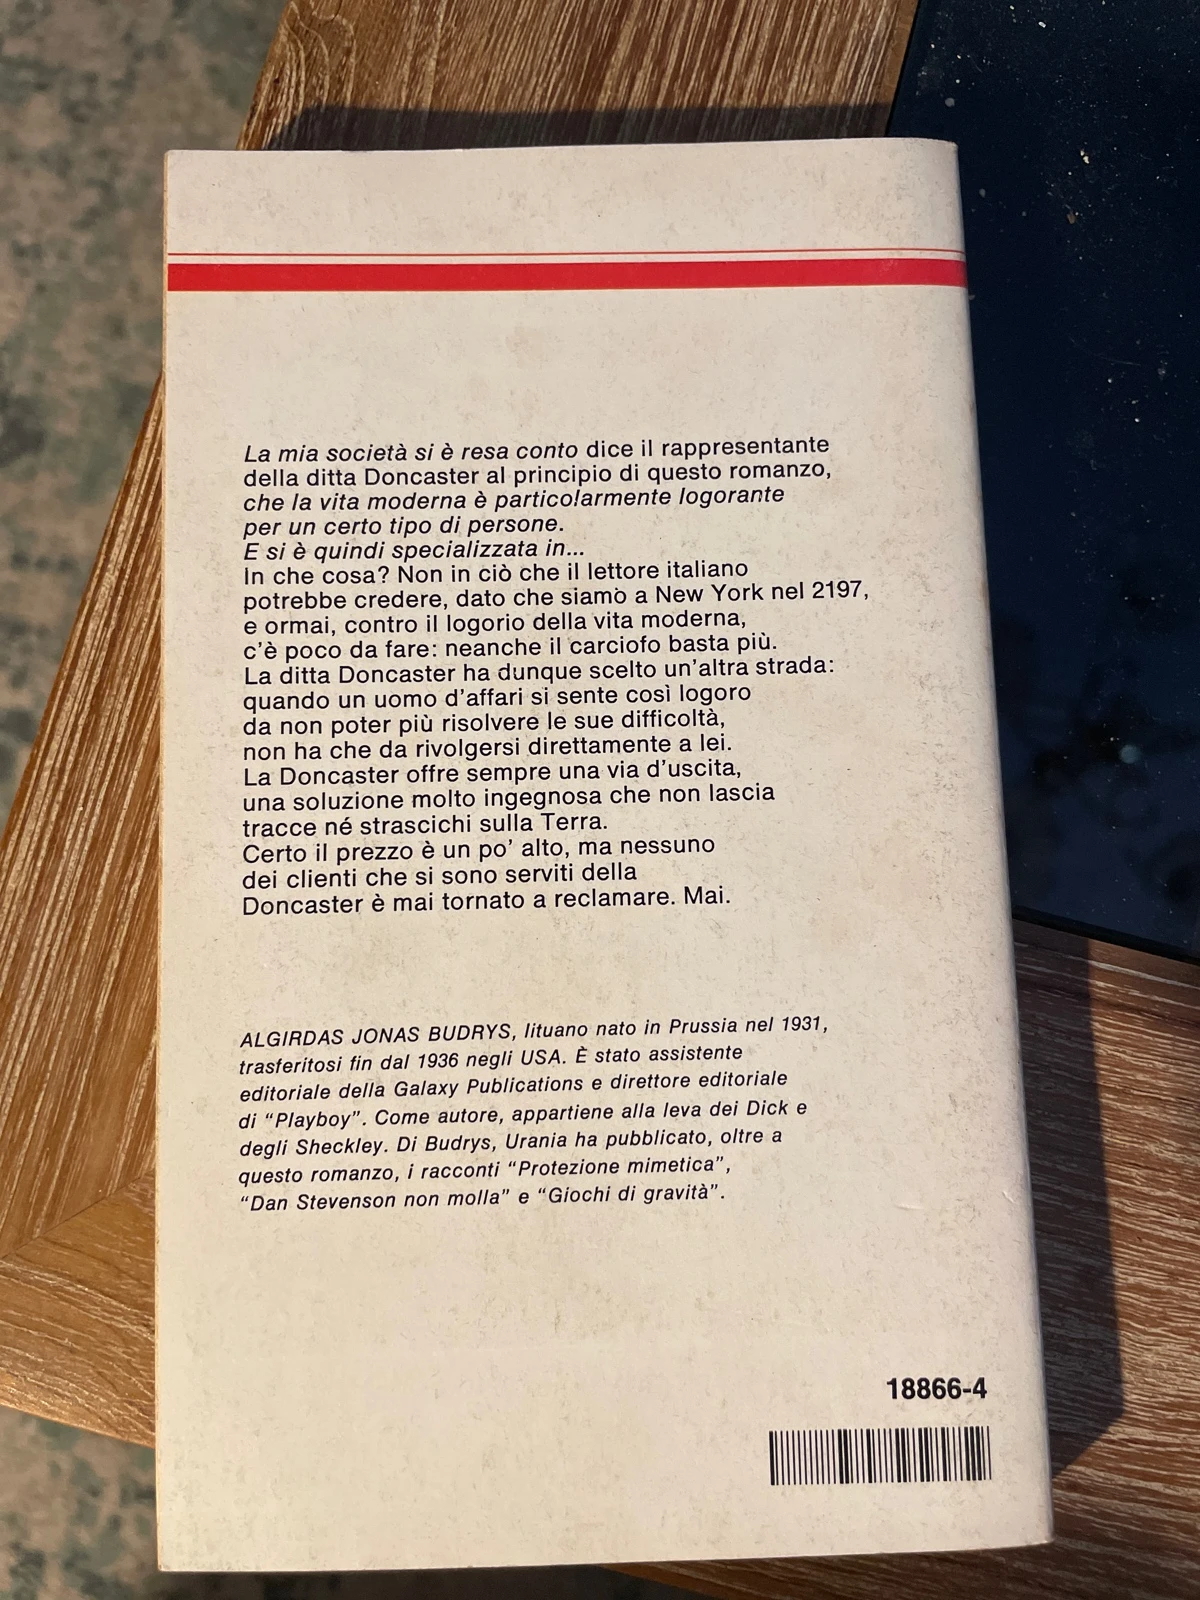 La mia società si è resa conto dice il rappresentante
della ditta Doncaster al principio di questo romanzo,
che la vita moderna è particolarmente logorante
per un certo tipo di persone.
E si è quindi specializzata in...
In che cosa? Non in ciò che il lettore italiano
potrebbe credere, dato che siamo a New York nel 2197,
e ormai, contro il logorio della vita moderna,
c'è poco da fare: neanche il carciofo basta più.
La ditta Doncaster ha dunque scelto un'altra strada:
quando un uomo d'affari si sente così logoro
da non poter più risolvere le sue difficoltà,
non ha che da rivolgersi direttamente a lei.
La Doncaster offre sempre una via d'uscita,
una soluzione molto ingegnosa che non lascia
tracce né strascichi sulla Terra.
Certo il prezzo è un po' alto, ma nessuno
dei clienti che si sono serviti della
Doncaster è mai tornato a reclamare. Mai.
ALGIRDAS JONAS BUDRYS, lituano nato in Prussia nel 1931,
trasferitosi fin dal 1936 negli USA. È stato assistente
editoriale della Galaxy Publications e direttore editoriale
di "Playboy". Come autore, appartiene alla leva dei Dick e
degli Sheckley. Di Budrys, Urania ha pubblicato, oltre a
questo romanzo, i racconti "Protezione mimetica",
"Dan Stevenson non molla" e "Giochi di gravità".
18866-4